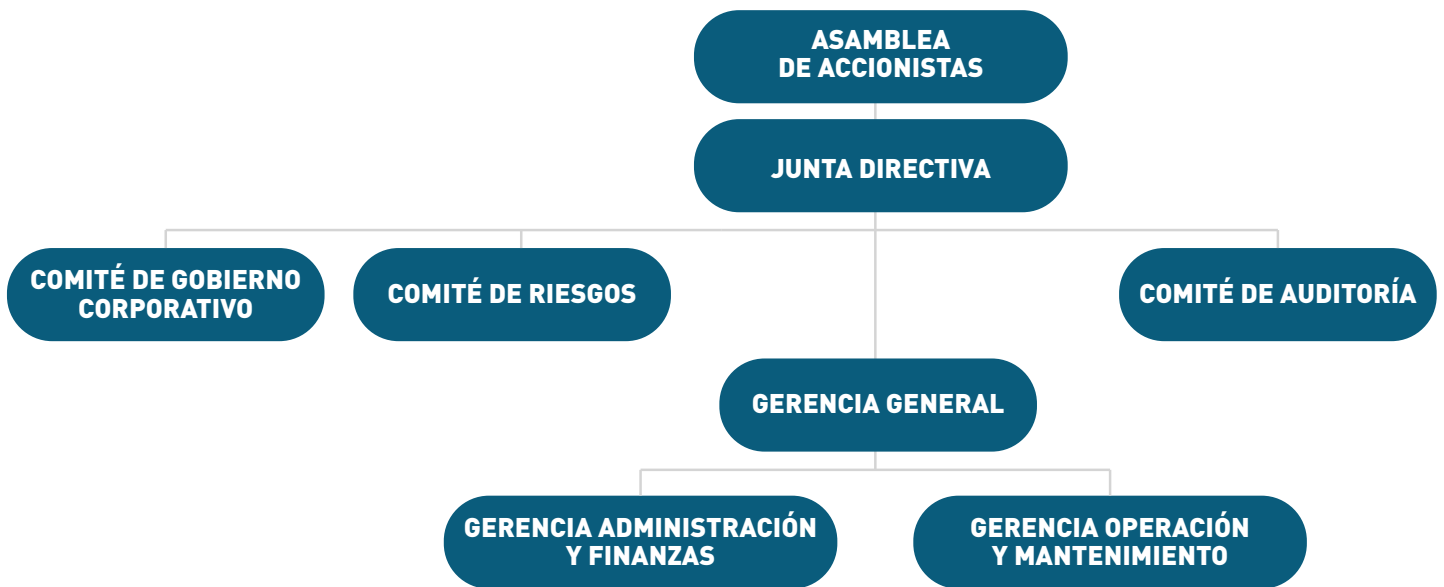 ASAMBLEA
DE ACCIONISTAS
JUNTA DIRECTIVA
COMITÉ DE GOBIERNO
CORPORATIVO
COMITÉ DE RIESGOS
COMITÉ DE AUDITORÍA
GERENCIA GENERAL
GERENCIA ADMINISTRACIÓN
Y FINANZAS
GERENCIA OPERACIÓN
Y MANTENIMIENTO